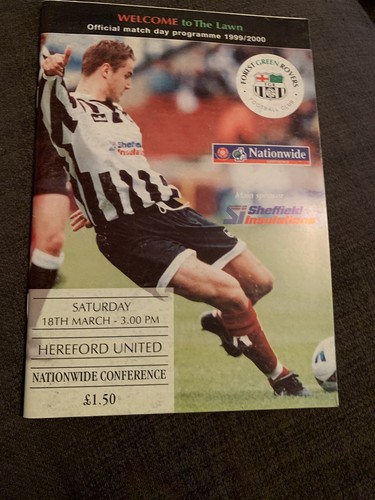 WELCOME to The Lawn
Official match day programme 1999/2000
FOREST GREEN ROVERS
FOOTBALL CLUB
Nationwide
Sheffield
Insulations
Sheffield
Insulations
SATURDAY
18TH MARCH - 3.00 PM
HEREFORD UNITED
NATIONWIDE CONFERENCE
£1.50